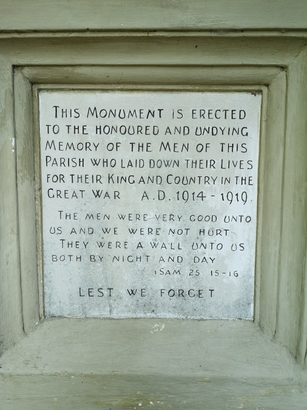 THIS MONUMENT IS ERECTED
TO THE HONOURED AND UNDYING
MEMORY OF THE MEN OF THIS
PARISH WHO LAID DOWN THEIR LIVES
FOR THEIR KING AND COUNTRY IN THE
GREAT WAR A.D. 1914-1919.
THE MEN WERE VERY GOOD UNTO
US AND WE WERE NOT HURT
THEY WERE A WALL UNTO US
BOTH BY NIGHT AND DAY
1 SAM. 25 15-16
LEST WE FORGET